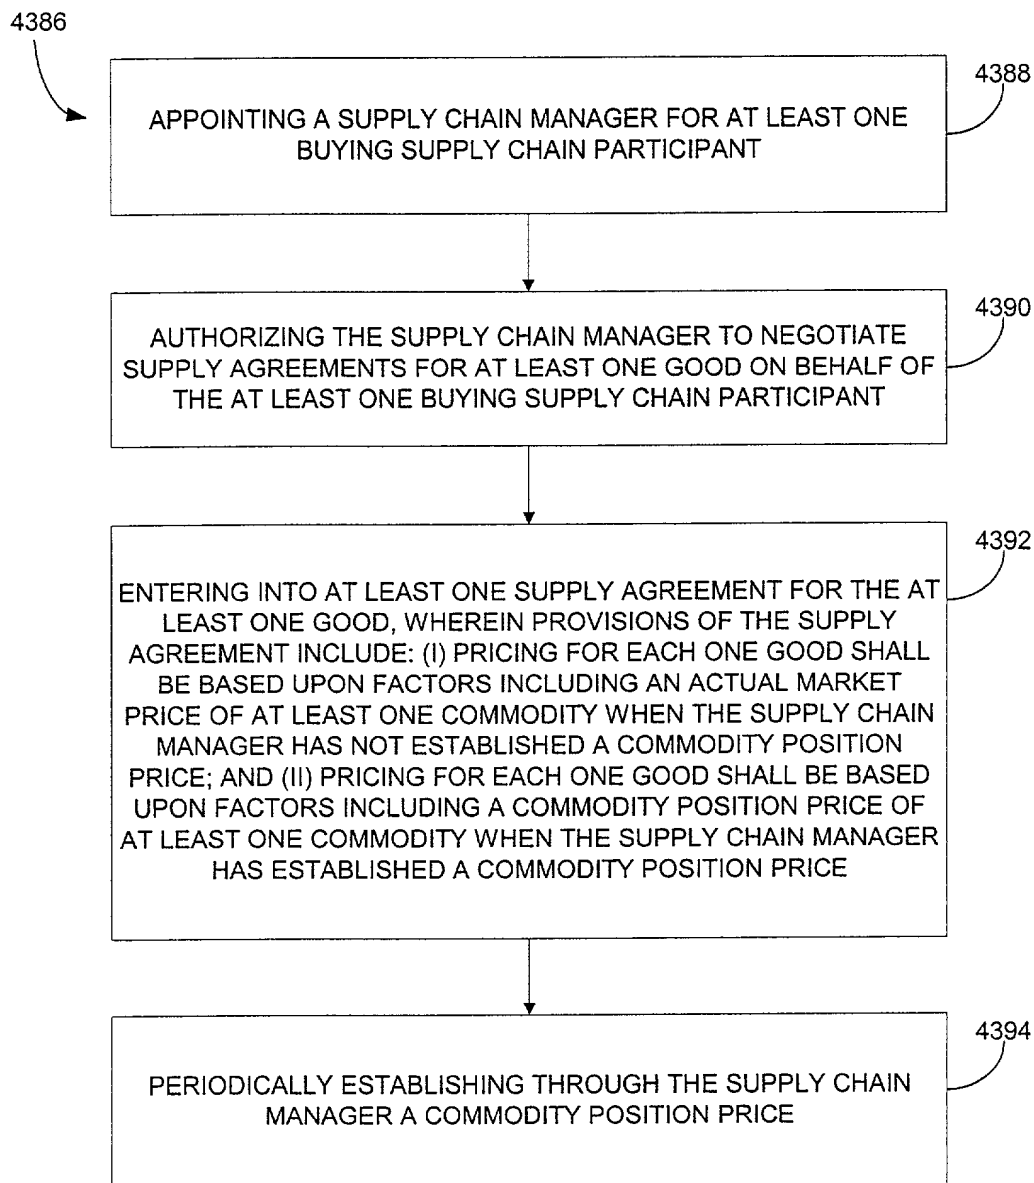 4386
4388
APPOINTING A SUPPLY CHAIN MANAGER FOR AT LEAST ONE
BUYING SUPPLY CHAIN PARTICIPANT
4390
AUTHORIZING THE SUPPLY CHAIN MANAGER TO NEGOTIATE
SUPPLY AGREEMENTS FOR AT LEAST ONE GOOD ON BEHALF OF
THE AT LEAST ONE BUYING SUPPLY CHAIN PARTICIPANT
4392
ENTERING INTO AT LEAST ONE SUPPLY AGREEMENT FOR THE AT
LEAST ONE GOOD, WHEREIN PROVISIONS OF THE SUPPLY
AGREEMENT INCLUDE: (I) PRICING FOR EACH ONE GOOD SHALL
BE BASED UPON FACTORS INCLUDING AN ACTUAL MARKET
PRICE OF AT LEAST ONE COMMODITY WHEN THE SUPPLY CHAIN
MANAGER HAS NOT ESTABLISHED A COMMODITY POSITION
PRICE; AND (II) PRICING FOR EACH ONE GOOD SHALL BE BASED
UPON FACTORS INCLUDING A COMMODITY POSITION PRICE OF
AT LEAST ONE COMMODITY WHEN THE SUPPLY CHAIN MANAGER
HAS ESTABLISHED A COMMODITY POSITION PRICE
4394
PERIODICALLY ESTABLISHING THROUGH THE SUPPLY CHAIN
MANAGER A COMMODITY POSITION PRICE